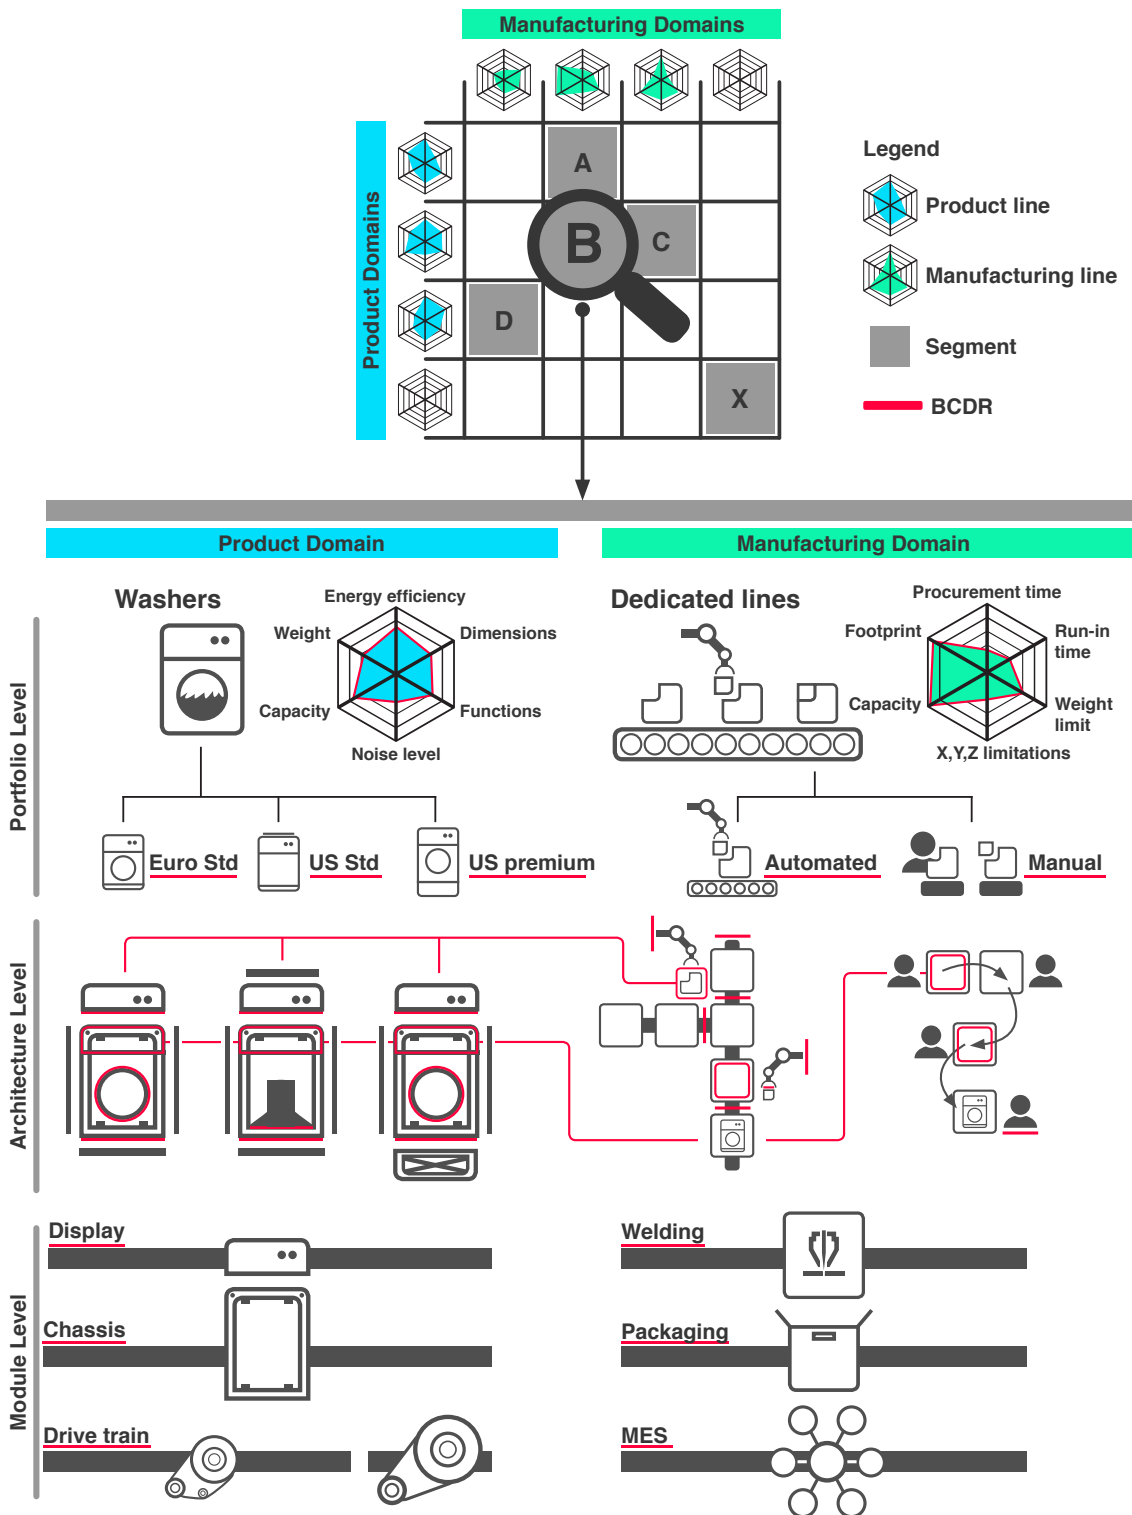 Manufacturing Domains
Product Domains
A
B
C
D
X
Legend
Product line
Manufacturing line
Segment
BCDR
Product Domain
Manufacturing Domain
Portfolio Level
Washers
Energy efficiency
Weight
Dimensions
Capacity
Functions
Noise level
Euro Std
US Std
US premium
Dedicated lines
Procurement time
Footprint
Run-in
time
Capacity
Weight
limit
X,Y,Z limitations
Automated
Manual
Architecture Level
Module Level
Display
Chassis
Drive train
Welding
Packaging
MES